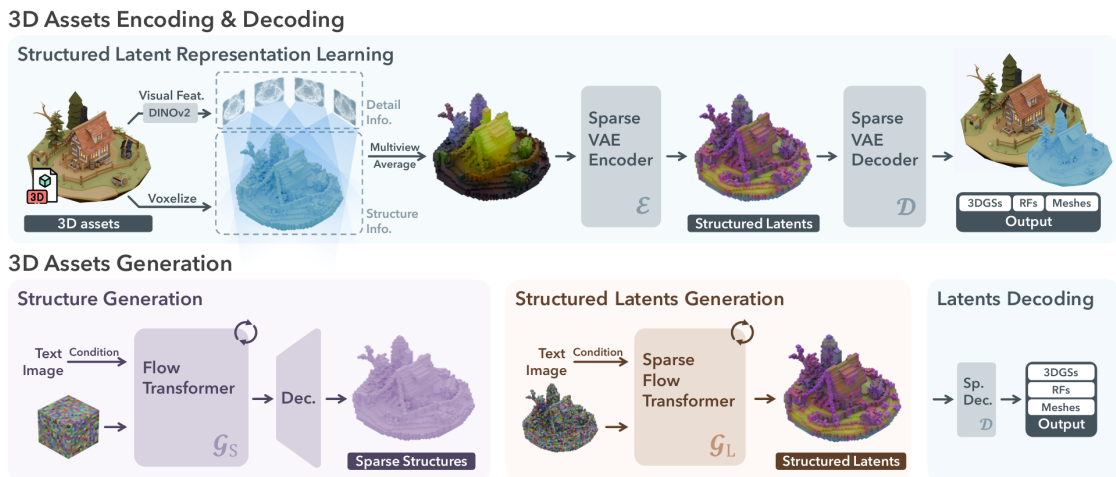 3D Assets Encoding & Decoding
Structured Latent Representation Learning
Visual Feat.
DINOv2
Voxelize
3D
3D assets
Detail
Info.
Structure
Info.
Multiview
Average
Sparse
VAE
Encoder
ℰ
Structured Latents
Sparse
VAE
Decoder
𝒟
3DGSs
RFs
Meshes
Output
3D Assets Generation
Structure Generation
Text
Image
Condition
Flow
Transformer
𝒢S
Dec.
Sparse Structures
Structured Latents Generation
Text
Image
Condition
Sparse
Flow
Transformer
𝒢L
Structured Latents
Latents Decoding
Sp.
Dec.
𝒟
3DGSs
RFs
Meshes
Output